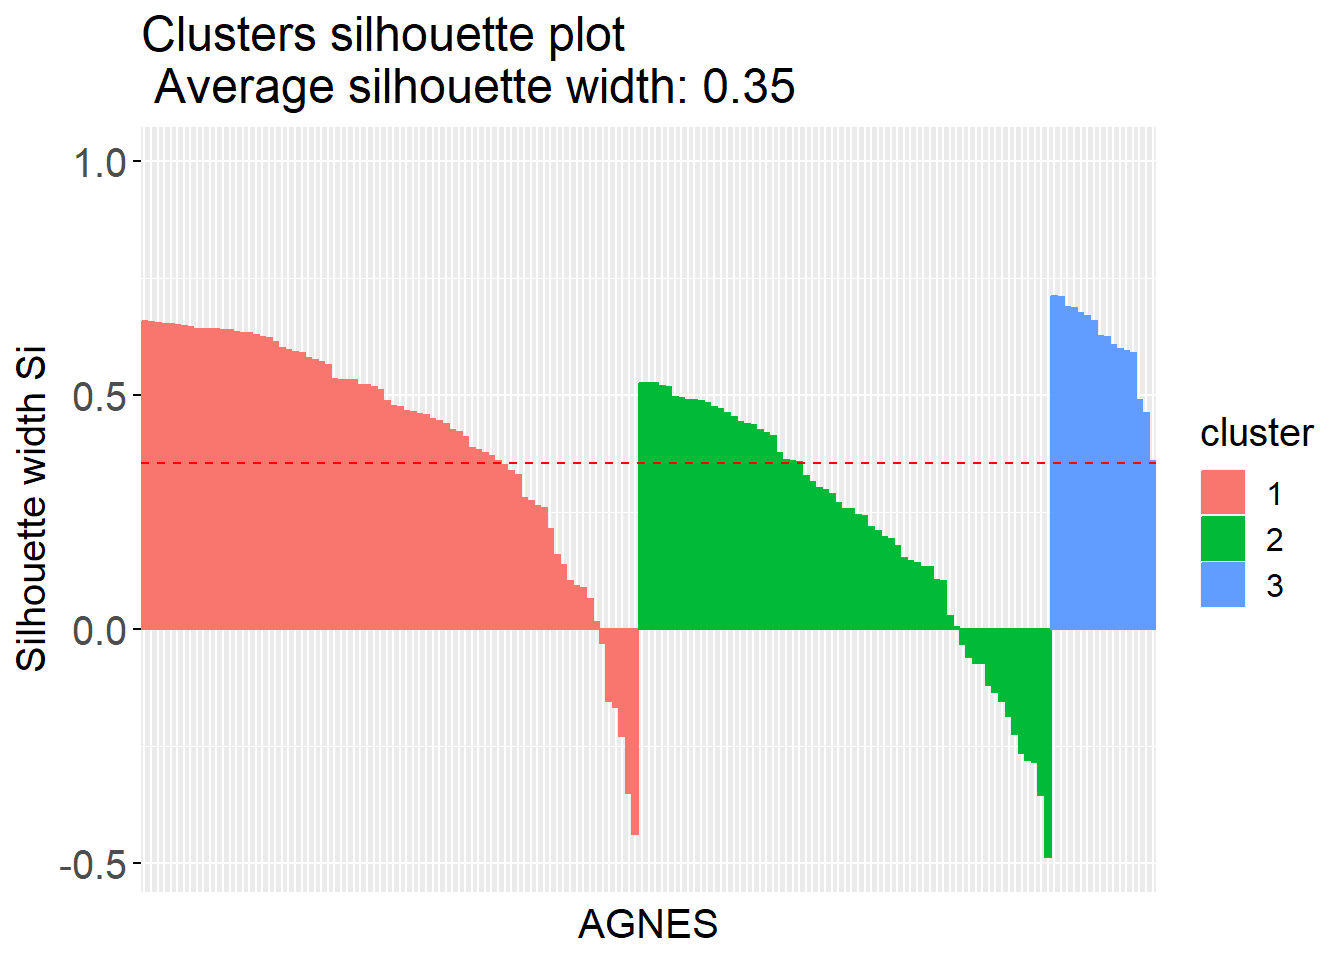 Clusters silhouette plot
Average silhouette width: 0.35
1.0
0.5
0.0
-0.5
Silhouette width Si
AGNES
cluster
1
2
3